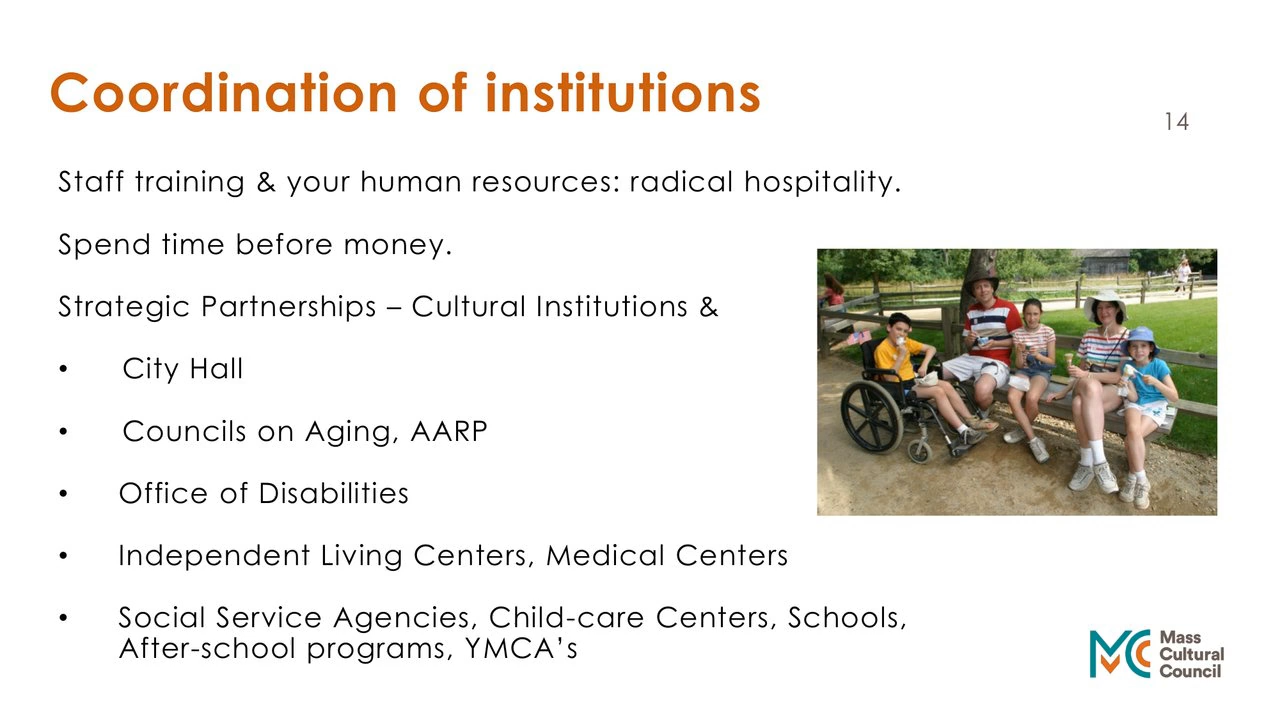 Coordination of institutions
14
Staff training & your human resources: radical hospitality.
Spend time before money.
Strategic Partnerships – Cultural Institutions &
• City Hall
• Councils on Aging, AARP
• Office of Disabilities
• Independent Living Centers, Medical Centers
• Social Service Agencies, Child-care Centers, Schools,
After-school programs, YMCA’s
MCC
Mass
Cultural
Council